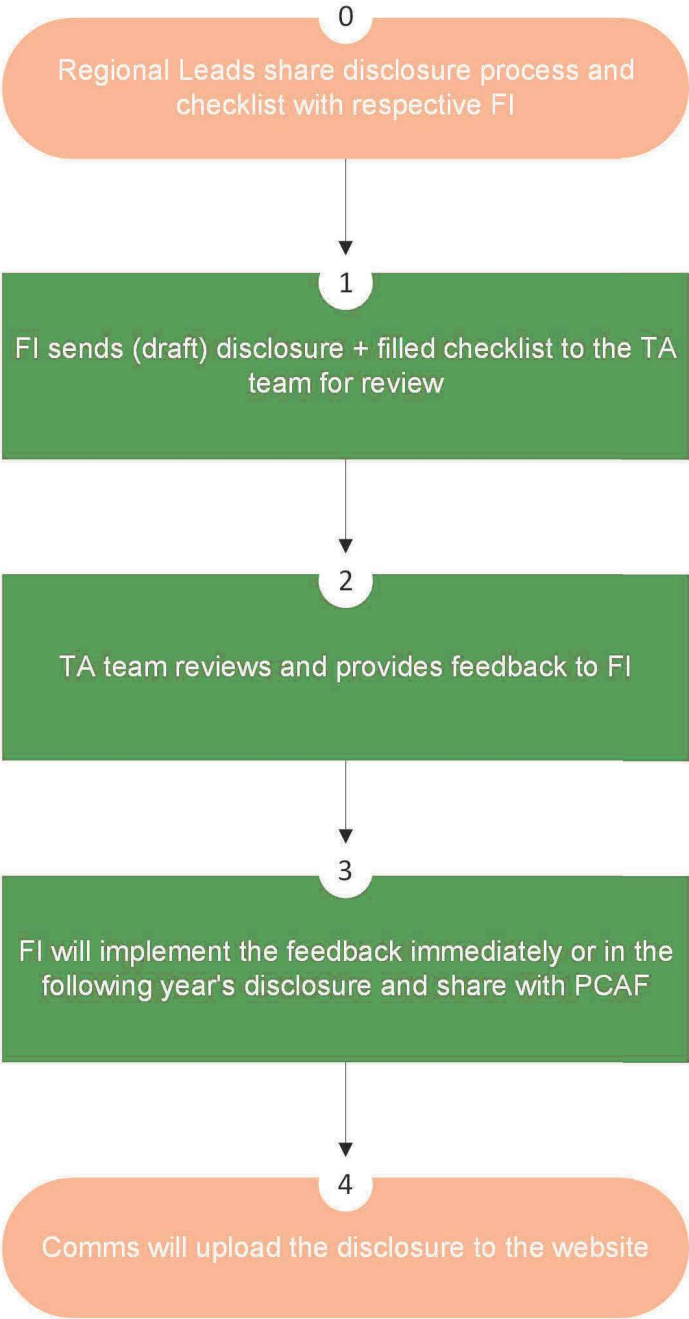 0
Regional Leads share disclosure process and
checklist with respective FI
1
FI sends (draft) disclosure + filled checklist to the TA
team for review
2
TA team reviews and provides feedback to FI
3
FI will implement the feedback immediately or in the
following year's disclosure and share with PCAF
4
Comms will upload the disclosure to the website